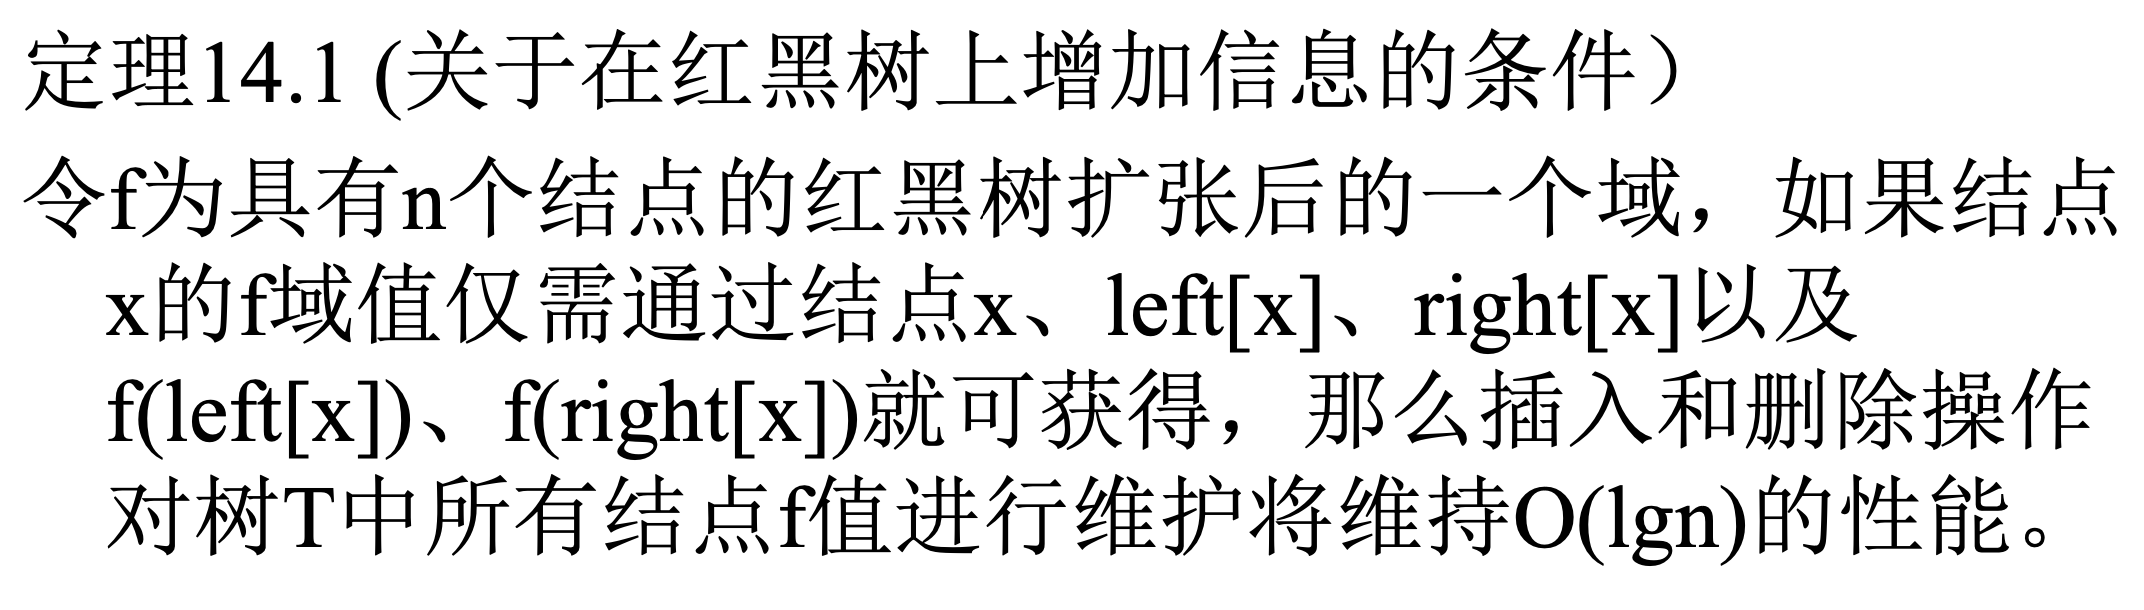 定理14.1 (关于在红黑树上增加信息的条件）
令f为具有n个结点的红黑树扩张后的一个域，如果结点
x的f域值仅需通过结点x、left[x]、right[x]以及
f(left[x])、f(right[x])就可获得，那么插入和删除操作
对树T中所有结点f值进行维护将维持O(lgn)的性能。